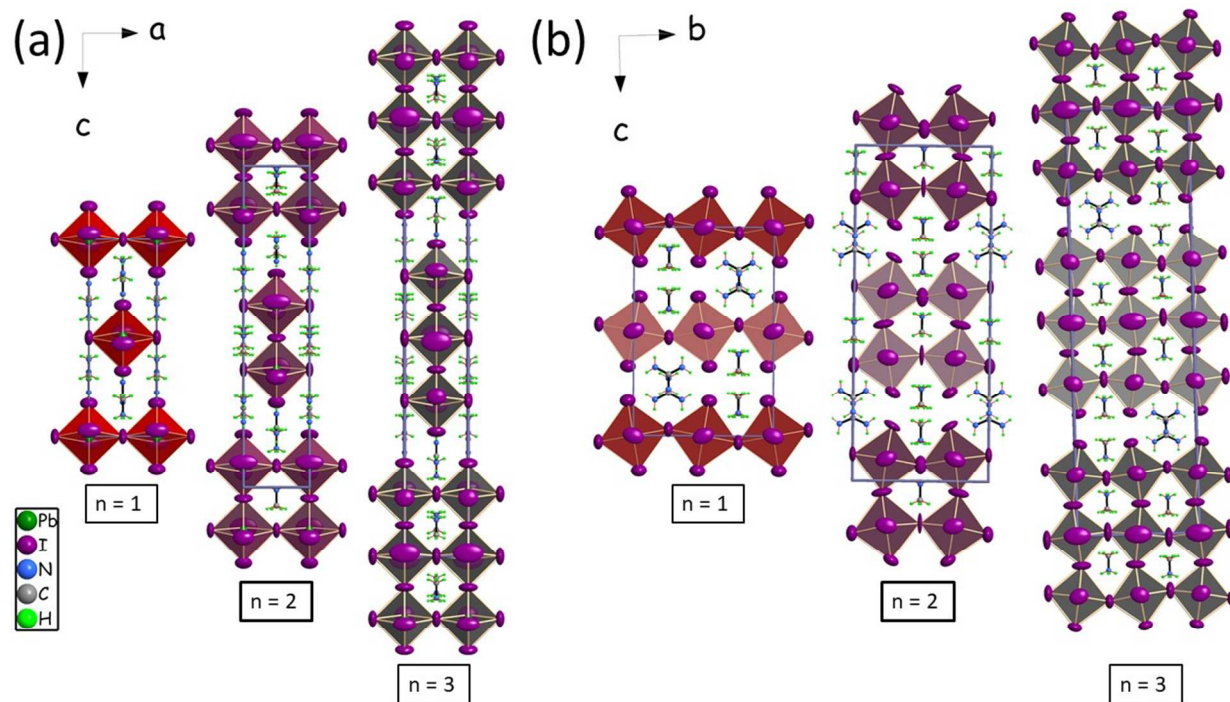 (a)
a
c
n = 1
n = 2
n = 3
Pb
I
N
C
H
(b)
b
c
n = 1
n = 2
n = 3